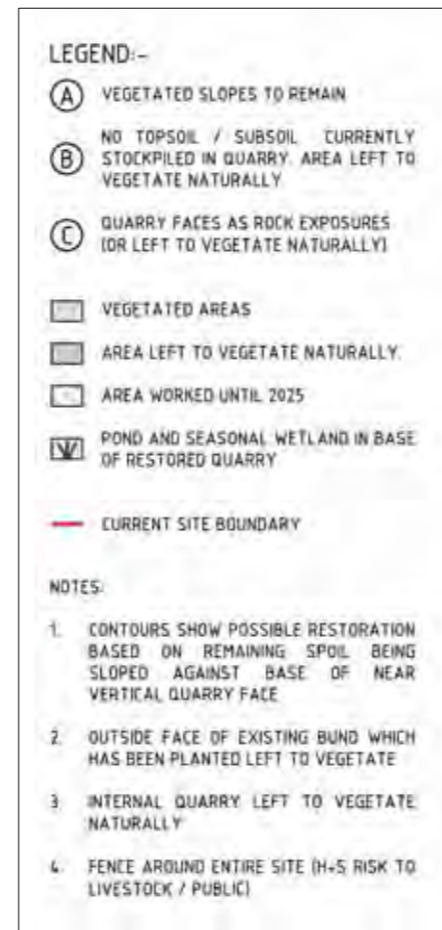 LEGEND:-
A VEGETATED SLOPES TO REMAIN
NO TOPSOIL / SUBSOIL CURRENTLY
B STOCKPILED IN QUARRY. AREA LEFT TO
VEGETATE NATURALLY
C QUARRY FACES AS ROCK EXPOSURES
(OR LEFT TO VEGETATE NATURALLY)
VEGETATED AREAS
AREA LEFT TO VEGETATE NATURALLY.
AREA WORKED UNTIL 2025
POND AND SEASONAL WETLAND IN BASE
OF RESTORED QUARRY
CURRENT SITE BOUNDARY
NOTES:
1. CONTOURS SHOW POSSIBLE RESTORATION
BASED ON REMAINING SPOIL BEING
SLOPED AGAINST BASE OF NEAR
VERTICAL QUARRY FACE
2. OUTSIDE FACE OF EXISTING BUND WHICH
HAS BEEN PLANTED LEFT TO VEGETATE
3. INTERNAL QUARRY LEFT TO VEGETATE
NATURALLY
4. FENCE AROUND ENTIRE SITE (H+S RISK TO
LIVESTOCK / PUBLIC)